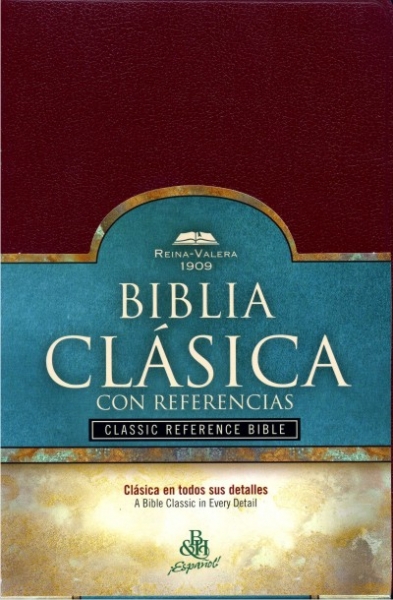 REINA-VALERA
1909
BIBLIA
CLÁSICA
CON REFERENCIAS
CLASSIC REFERENCE BIBLE
Clásica en todos sus detalles
A Bible Classic in Every Detail
B&H
¡Español!